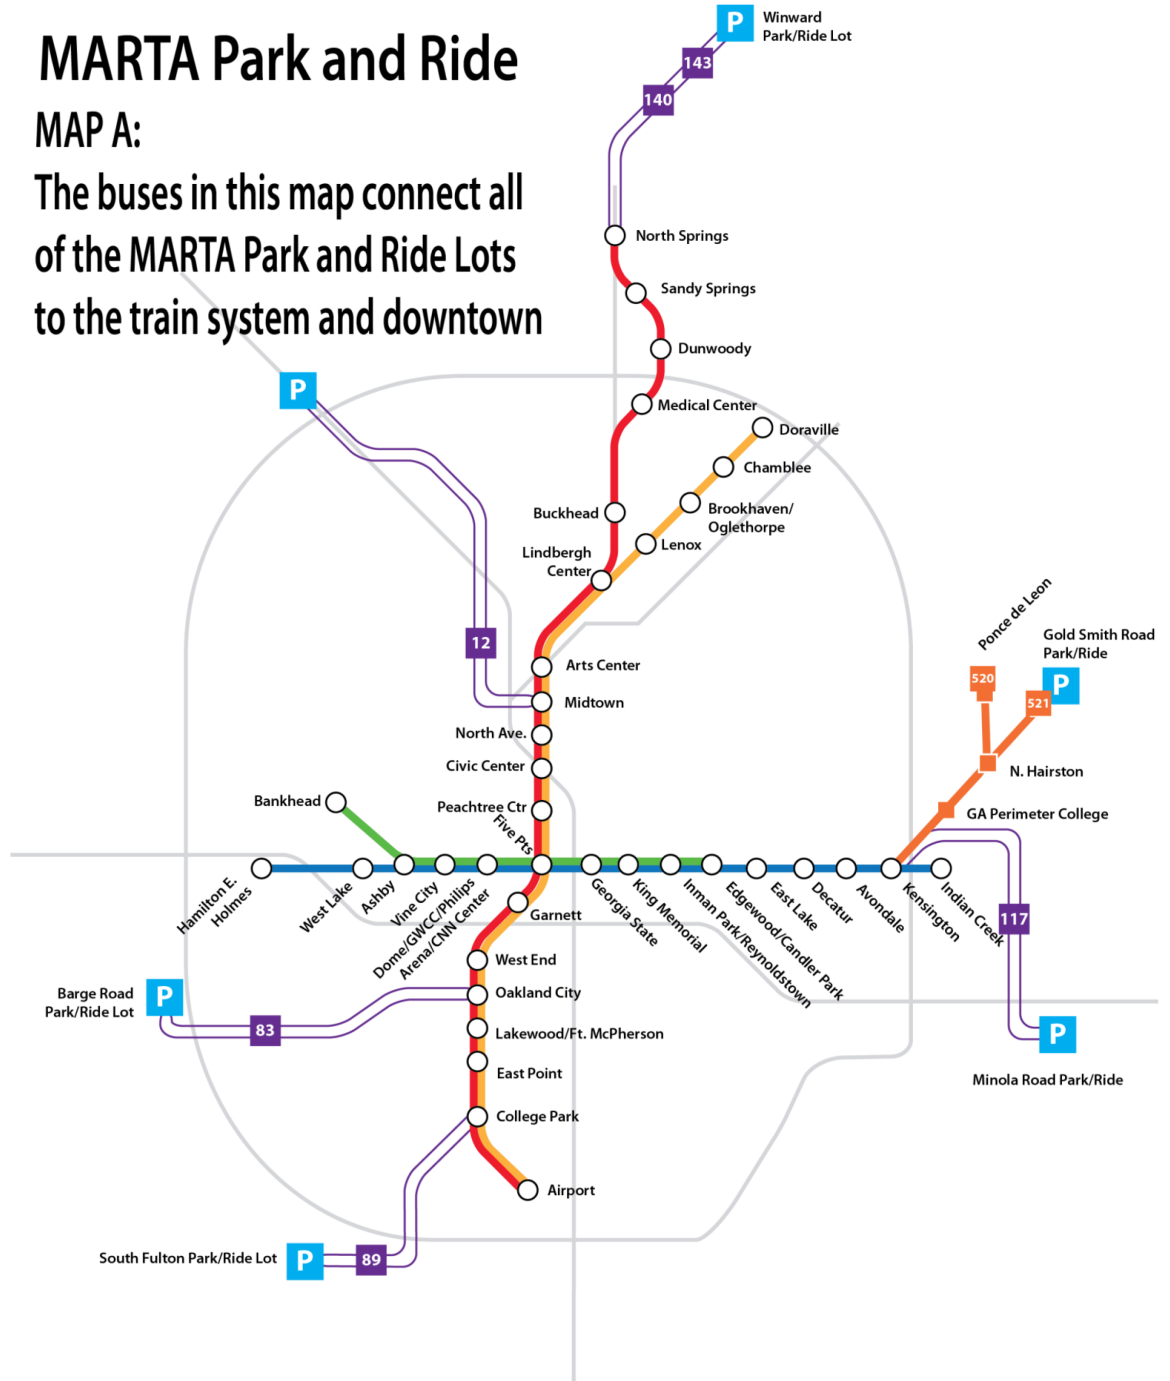 MARTA Park and Ride
MAP A:
The buses in this map connect all
of the MARTA Park and Ride Lots
to the train system and downtown
P
Winward
Park/Ride Lot
143
140
North Springs
Sandy Springs
Dunwoody
Medical Center
P
Doraville
Chamblee
Brookhaven/
Oglethorpe
Buckhead
Lenox
Lindbergh
Center
12
Arts Center
Midtown
North Ave.
Civic Center
Peachtree Ctr
Five Pts
Bankhead
Ponce de Leon
Gold Smith Road
Park/Ride
P
520
521
N. Hairston
GA Perimeter College
Hamilton E.
Holmes
West Lake
Ashby
Vine City
Dome/GWCC/Philips
Arena/CNN Center
Garnett
Georgia State
King Memorial
Inman Park/Reynoldstown
Edgewood/Candler Park
East Lake
Decatur
Avondale
Kensington
Indian Creek
117
West End
Oakland City
Lakewood/Ft. McPherson
East Point
College Park
Airport
Barge Road
Park/Ride Lot
P
83
P
Minola Road Park/Ride
South Fulton Park/Ride Lot
P
89